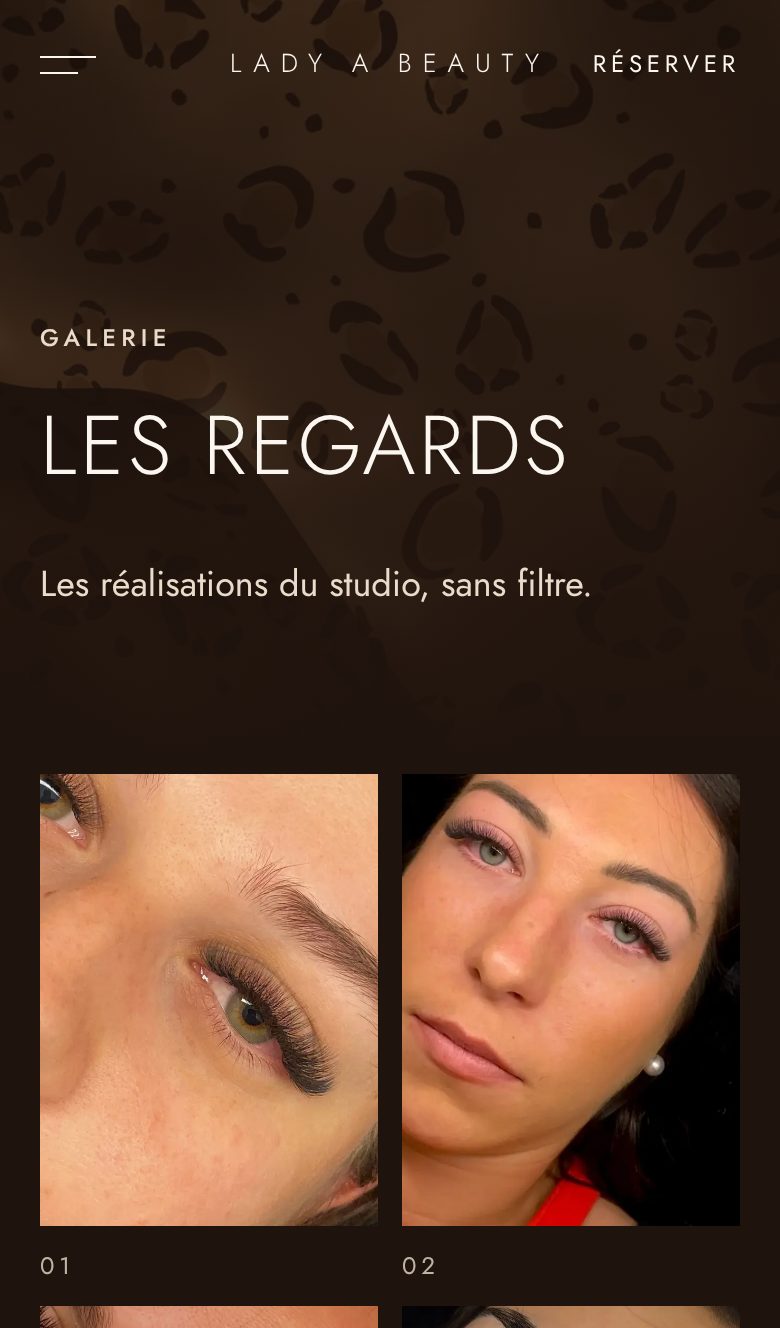 LADY A BEAUTY RÉSERVER
GALERIE
LES REGARDS
Les réalisations du studio, sans filtre.
01 02